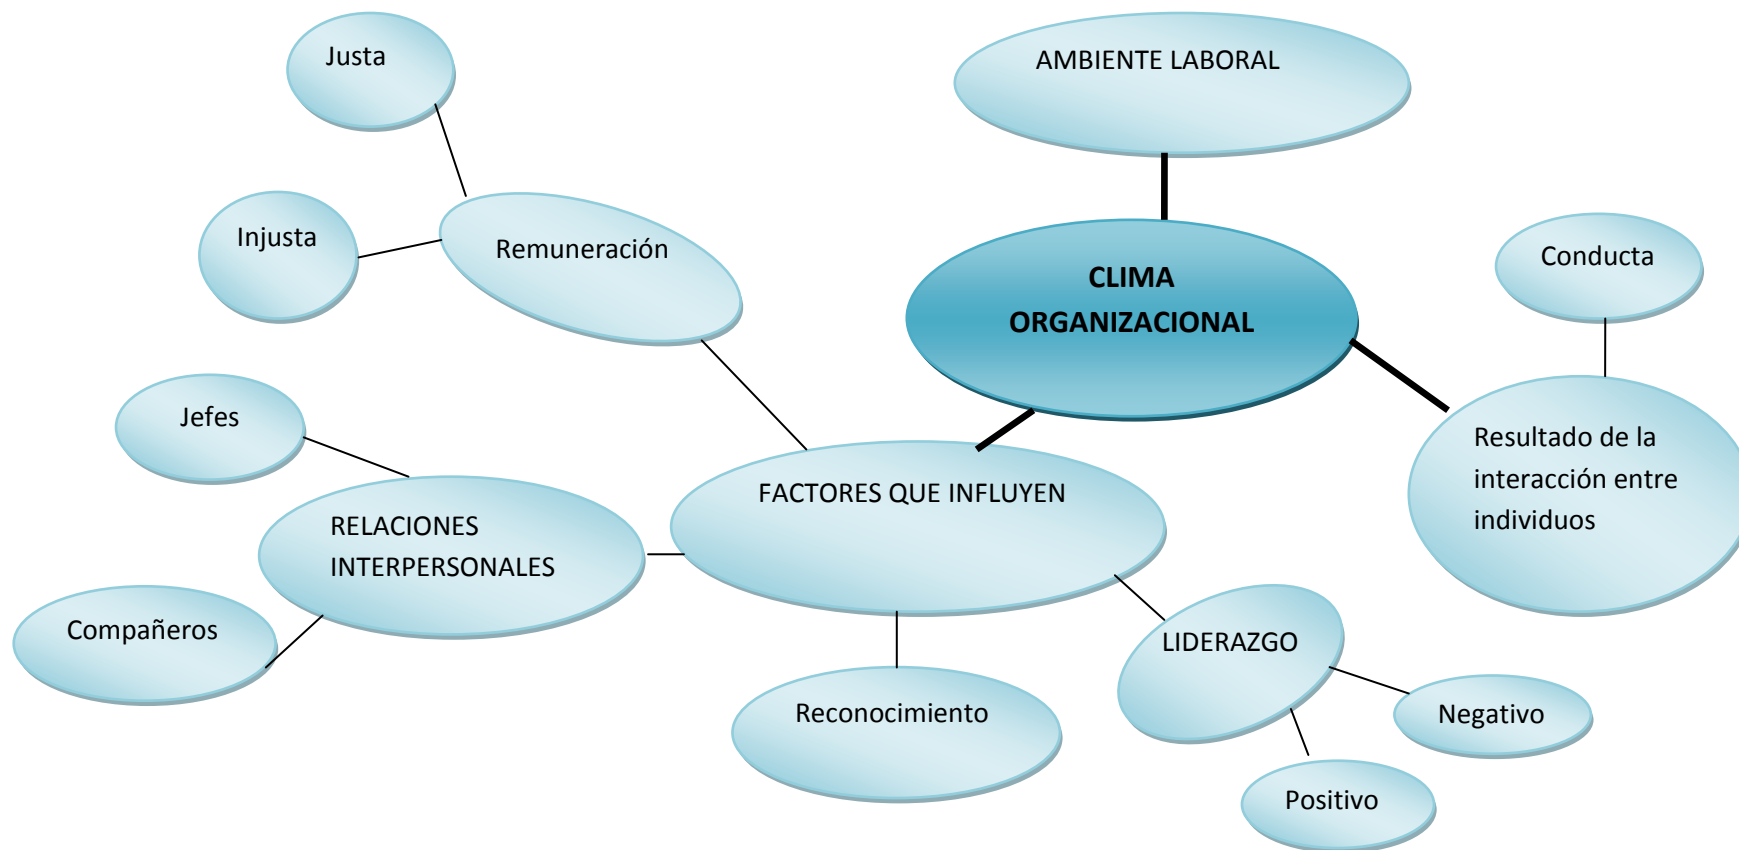 Justa
AMBIENTE LABORAL
Injusta
Remuneración
CLIMA
ORGANIZACIONAL
Conducta
Jefes
Resultado de la
interacción entre
individuos
FACTORES QUE INFLUYEN
RELACIONES
INTERPERSONALES
Compañeros
LIDERAZGO
Reconocimiento
Negativo
Positivo